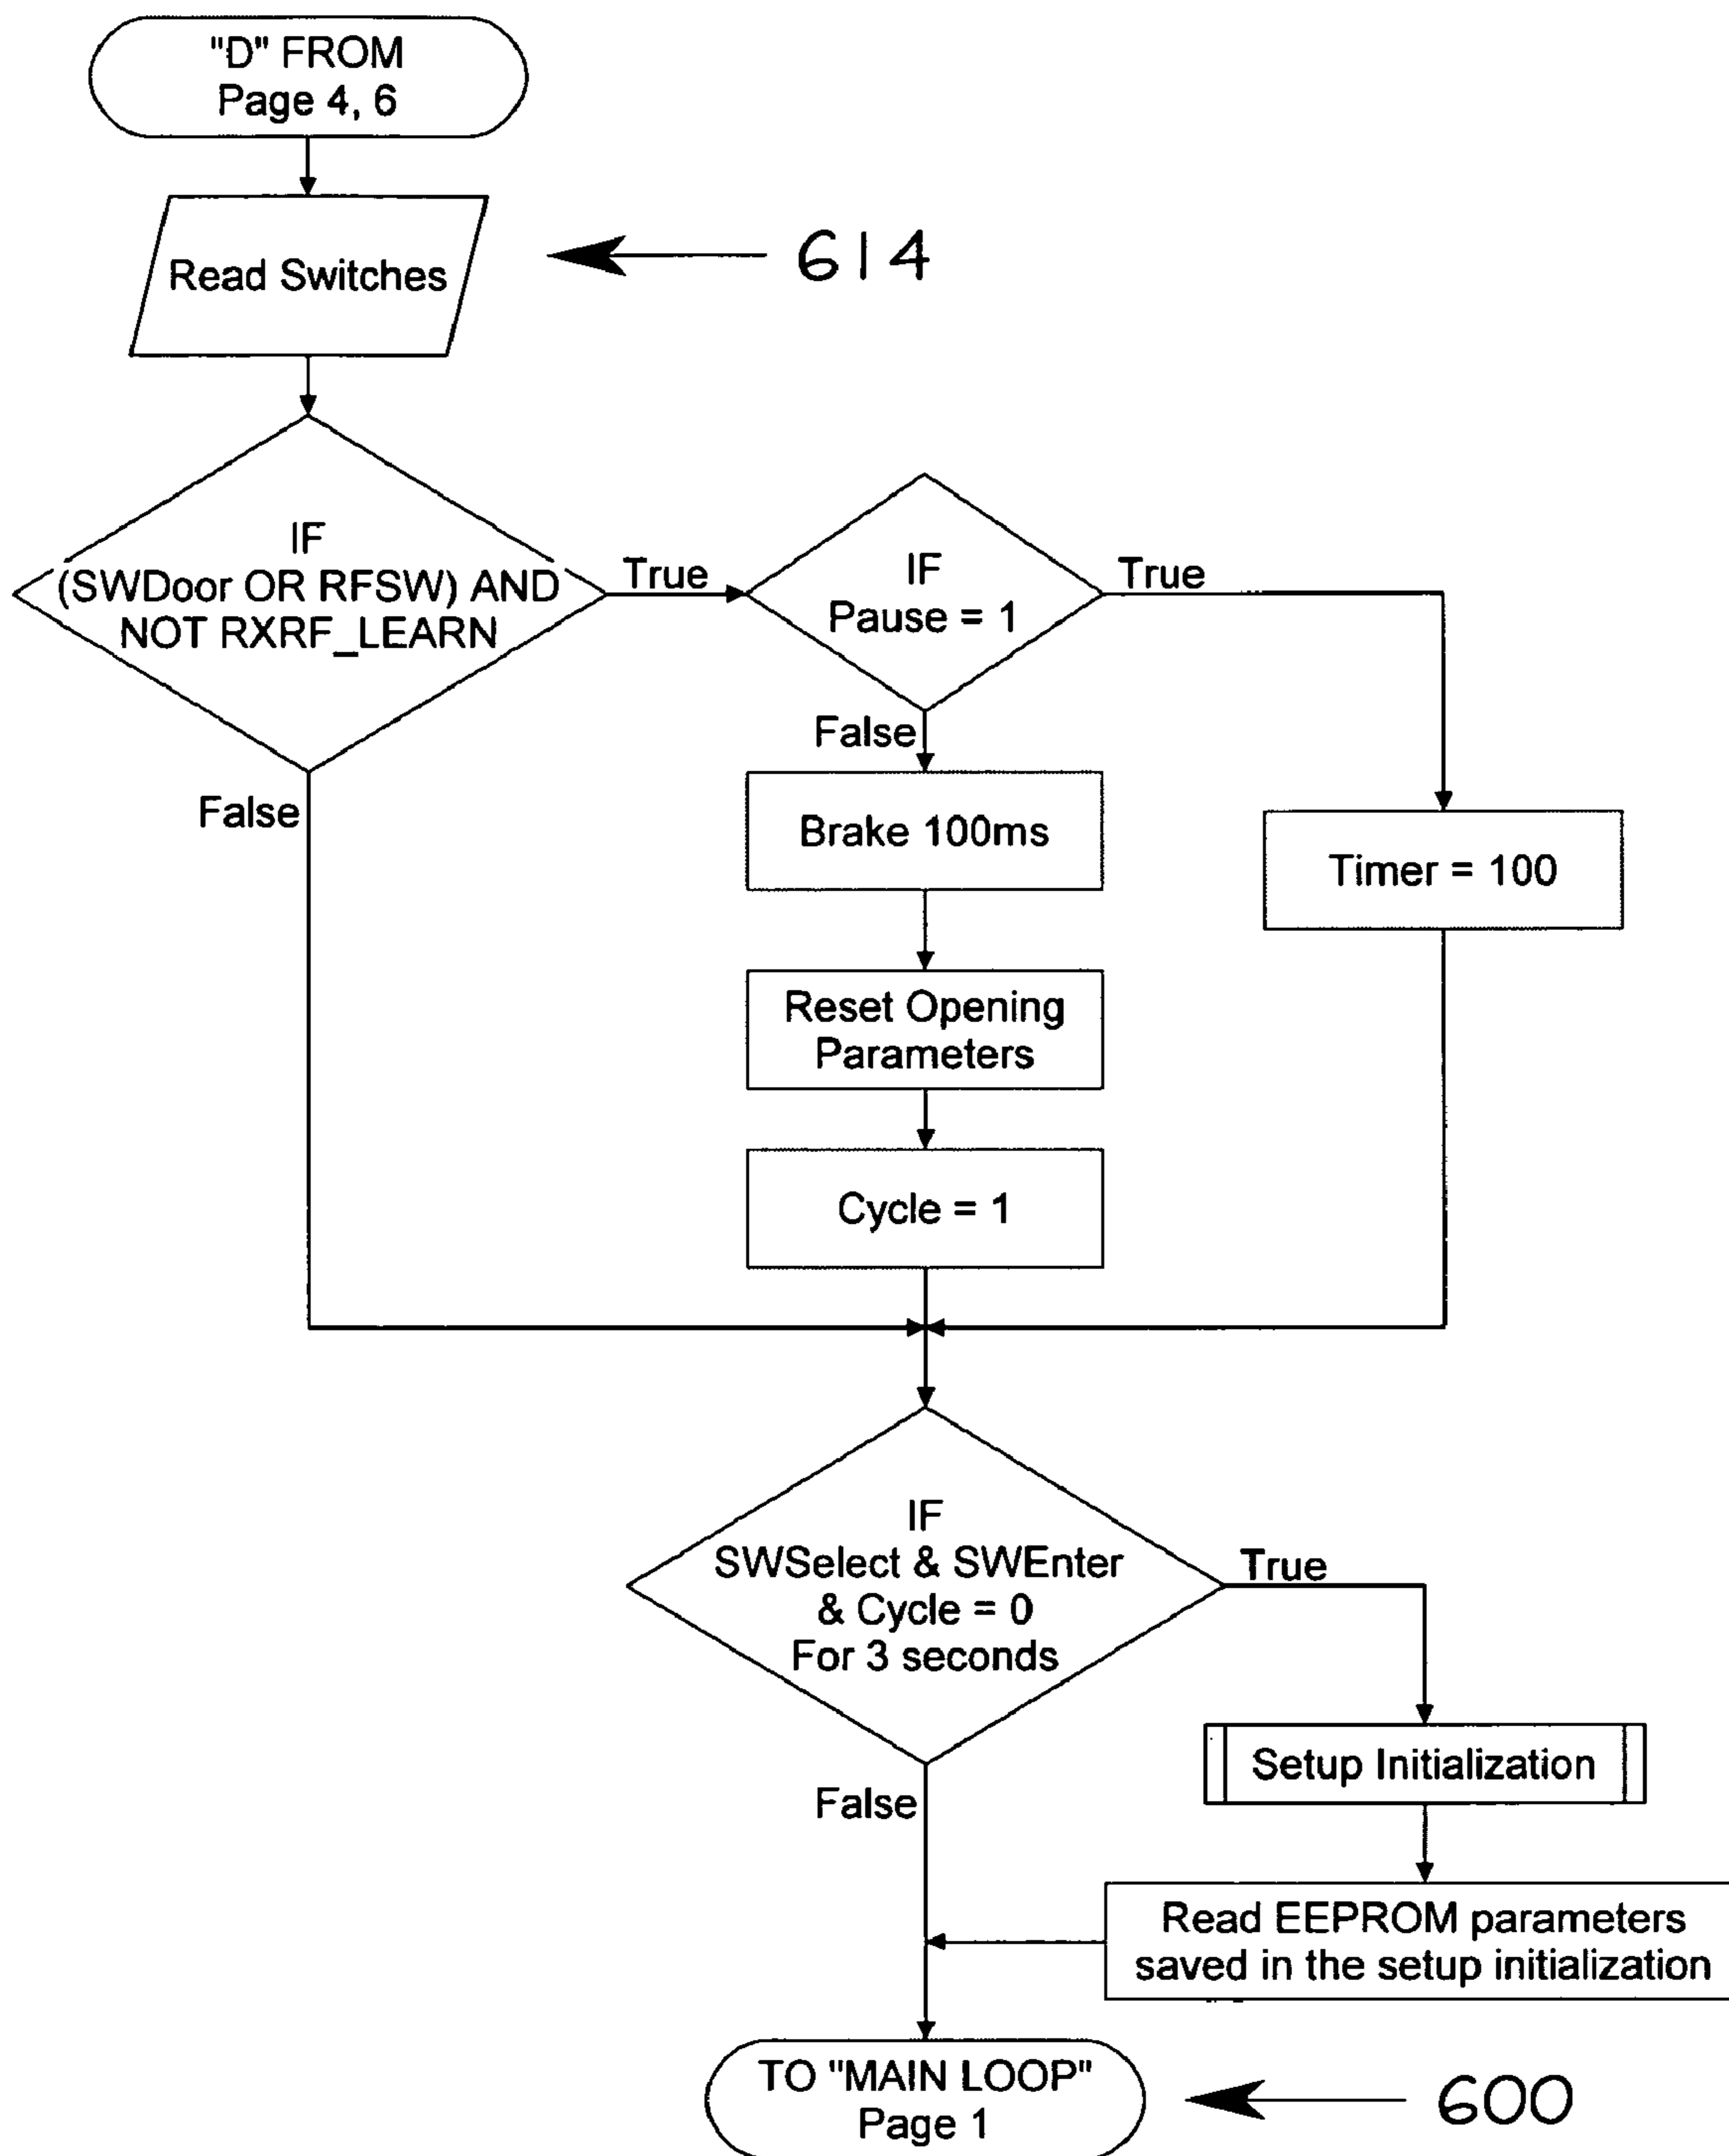 "D" FROM
Page 4, 6
Read Switches
614
IF
(SWDoor OR RFSW) AND
NOT RXRF_LEARN
True
False
IF
Pause = 1
True
False
Brake 100ms
Timer = 100
Reset Opening
Parameters
Cycle = 1
IF
SWSelect & SWEnter
& Cycle = 0
For 3 seconds
True
False
Setup Initialization
Read EEPROM parameters
saved in the setup initialization
TO "MAIN LOOP"
Page 1
600